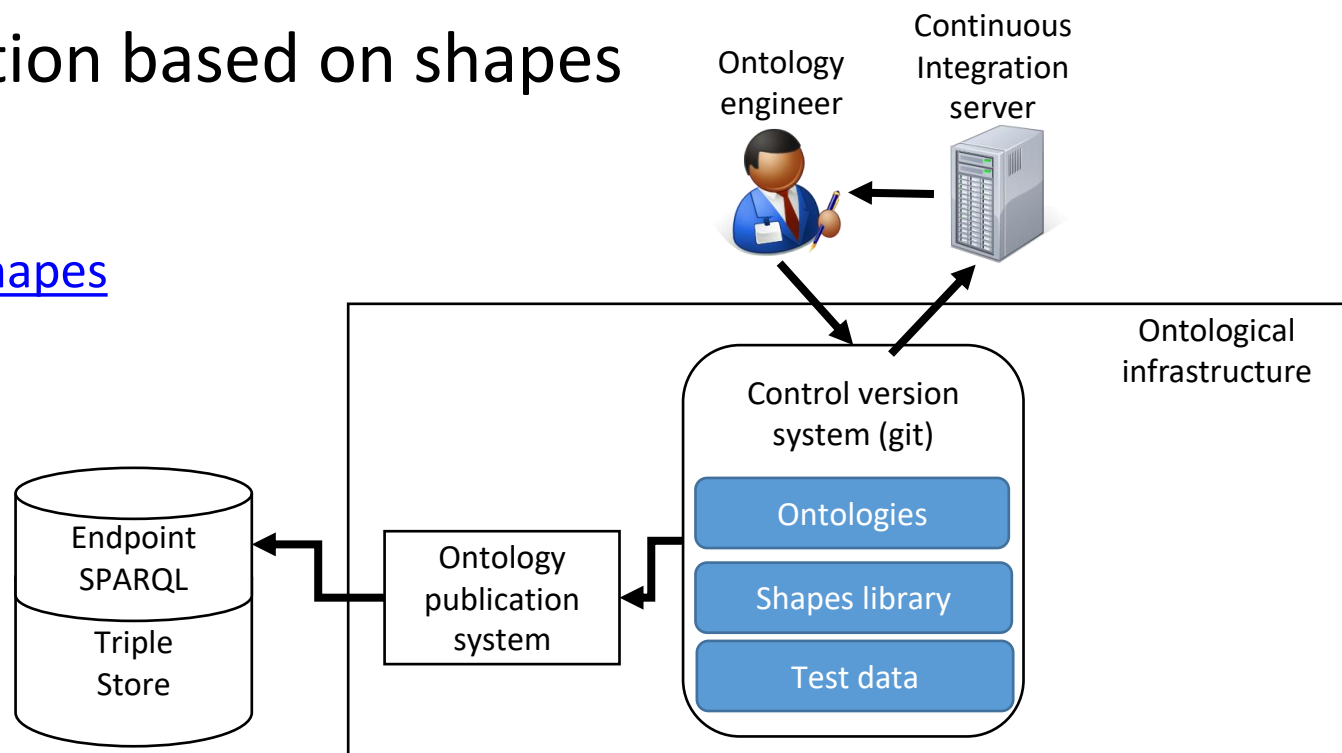 tion based on shapes
hapes
Ontology
engineer
Continuous
Integration
server
Ontological
infrastructure
Control version
system (git)
Ontologies
Shapes library
Test data
Ontology
publication
system
Endpoint
SPARQL
Triple
Store